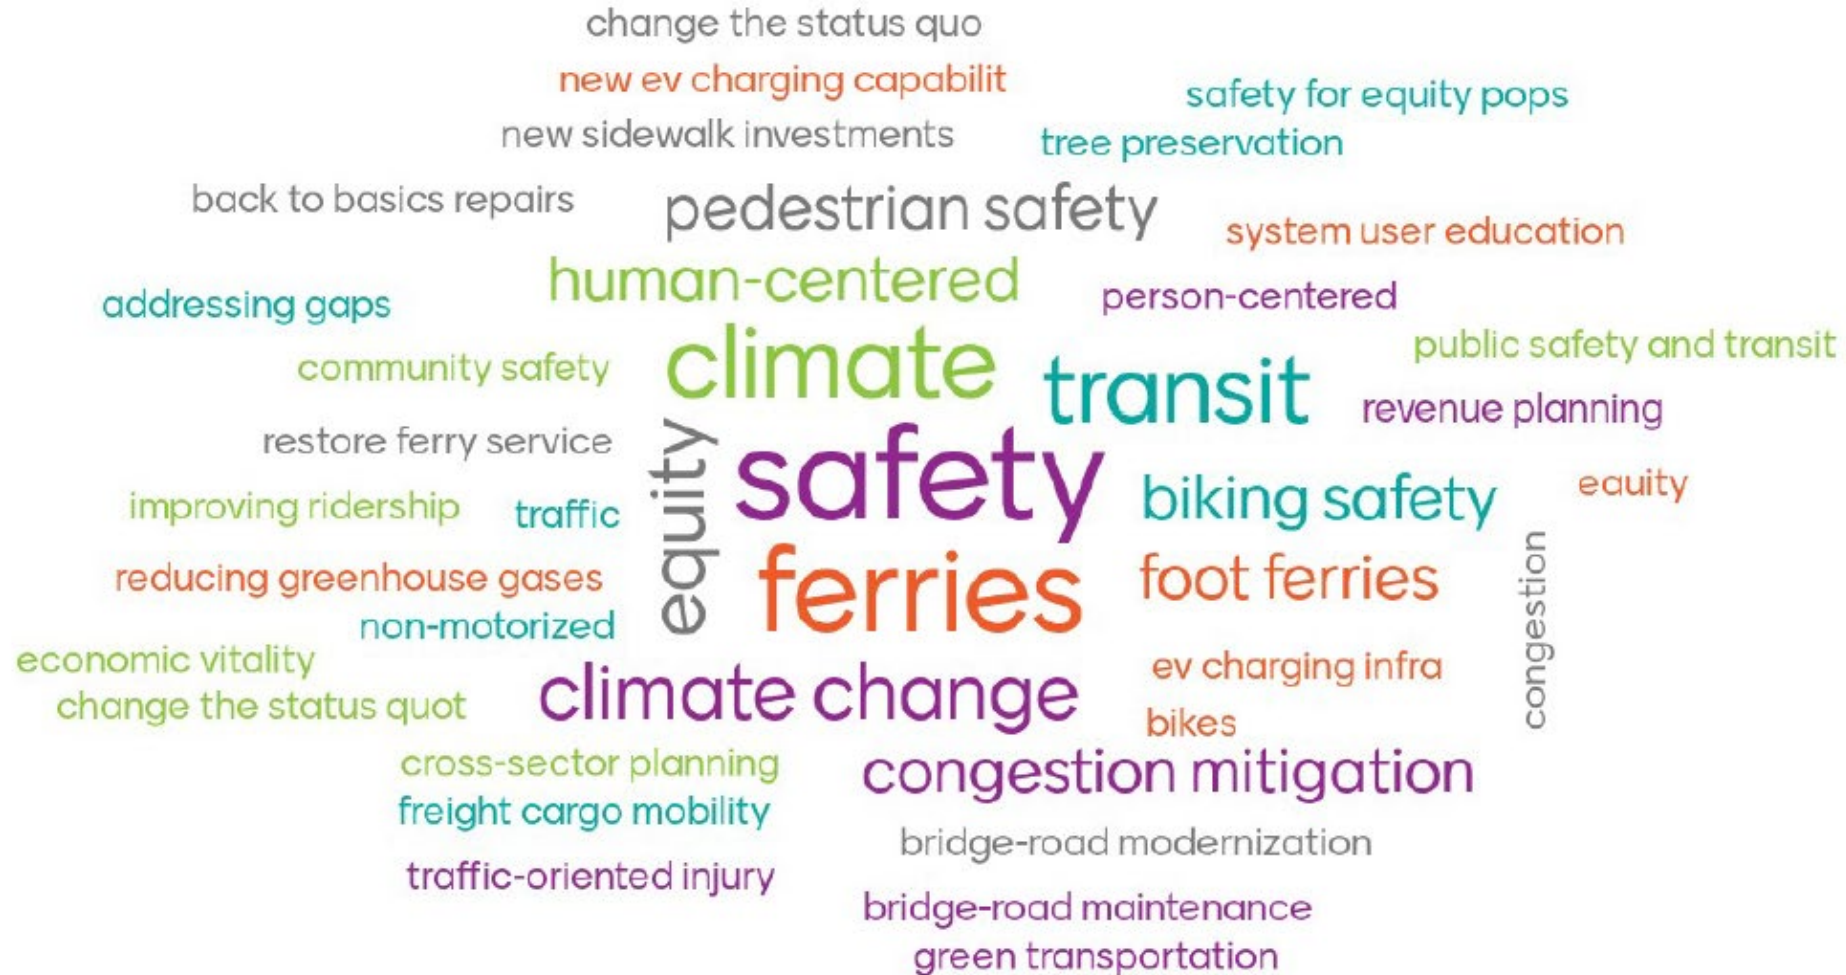 change the status quo
new ev charging capabilit
safety for equity pops
new sidewalk investments
tree preservation
back to basics repairs
pedestrian safety
system user education
human-centered
person-centered
addressing gaps
climate
public safety and transit
community safety
transit
revenue planning
restore ferry service
equity
safety
biking safety
eauity
improving ridership
traffic
reducing greenhouse gases
ferries
foot ferries
congestion
non-motorized
economic vitality
climate change
ev charging infra
change the status quot
bikes
cross-sector planning
congestion mitigation
freight cargo mobility
bridge-road modernization
traffic-oriented injury
bridge-road maintenance
green transportation